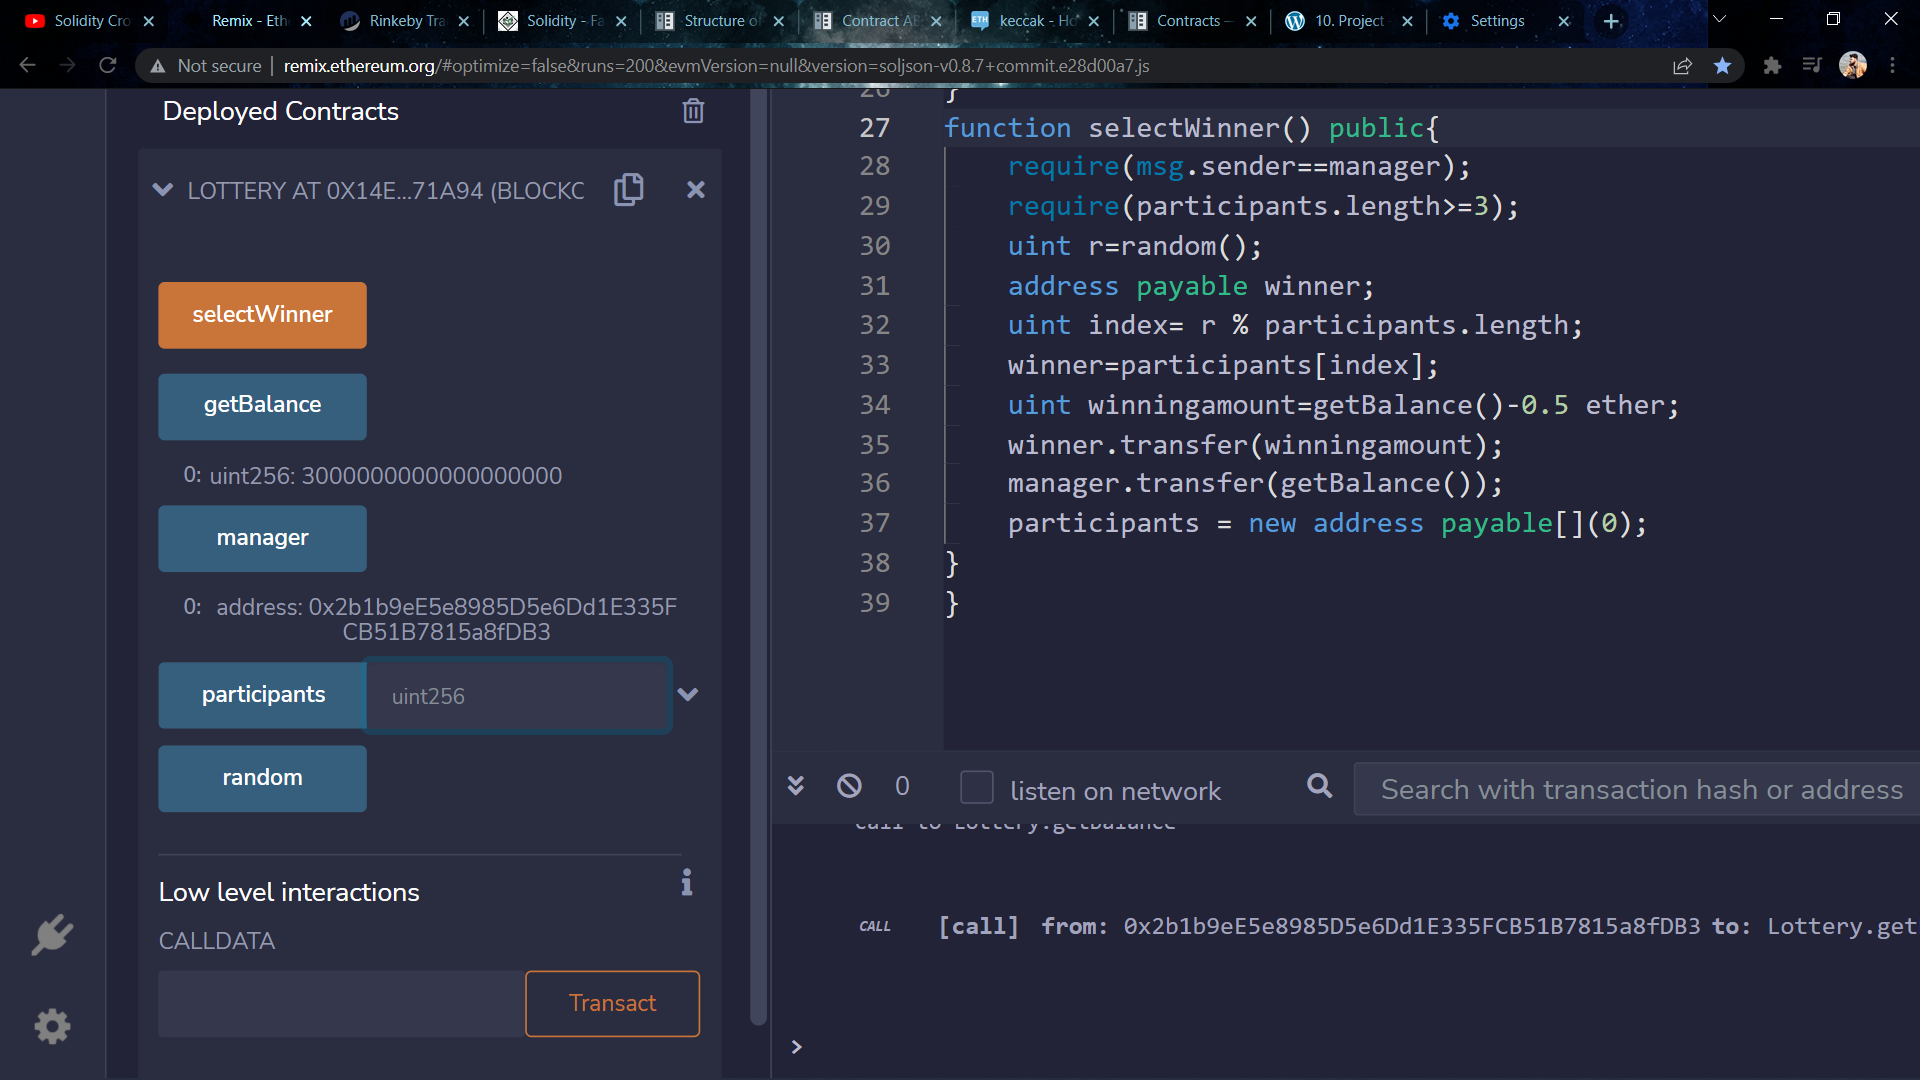 Solidity Cro
Remix - Eth
Rinkeby Tra
Solidity - Fa
Structure of
Contract AB
keccak - Ho
Contracts —
10. Project
Settings
Not secure | remix.ethereum.org/#optimize=false&runs=200&evmVersion=null&version=soljson-v0.8.7+commit.e28d00a7.js
Deployed Contracts
LOTTERY AT 0X14E...71A94 (BLOCKC
selectWinner
getBalance
0: uint256: 3000000000000000000
manager
0: address: 0x2b1b9eE5e8985D5e6Dd1E335F
CB51B7815a8fDB3
participants
uint256
random
Low level interactions
i
CALLDATA
Transact
26 }
27 function selectWinner() public{
28 require(msg.sender==manager);
29 require(participants.length>=3);
30 uint r=random();
31 address payable winner;
32 uint index= r % participants.length;
33 winner=participants[index];
34 uint winningamount=getBalance()-0.5 ether;
35 winner.transfer(winningamount);
36 manager.transfer(getBalance());
37 participants = new address payable[](0);
38 }
39 }
0 listen on network
Search with transaction hash or address
call to Lottery.getBalance
CALL [call] from: 0x2b1b9eE5e8985D5e6Dd1E335FCB51B7815a8fDB3 to: Lottery.get
>